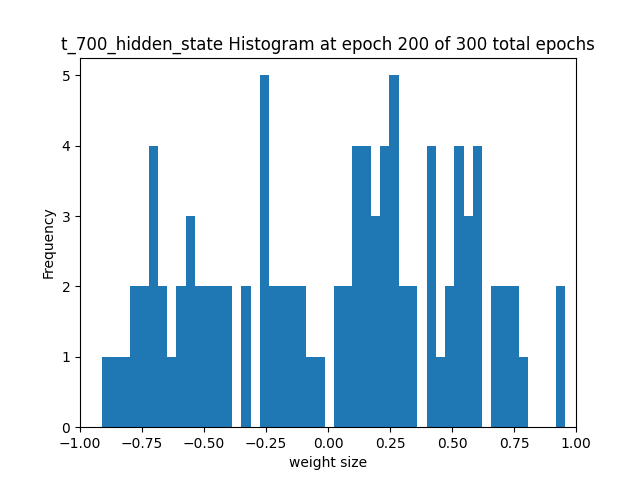 t_700_hidden_state Histogram at epoch 200 of 300 total epochs
5
4
3
2
1
0
Frequency
−1.00 −0.75 −0.50 −0.25 0.00 0.25 0.50 0.75 1.00
weight size